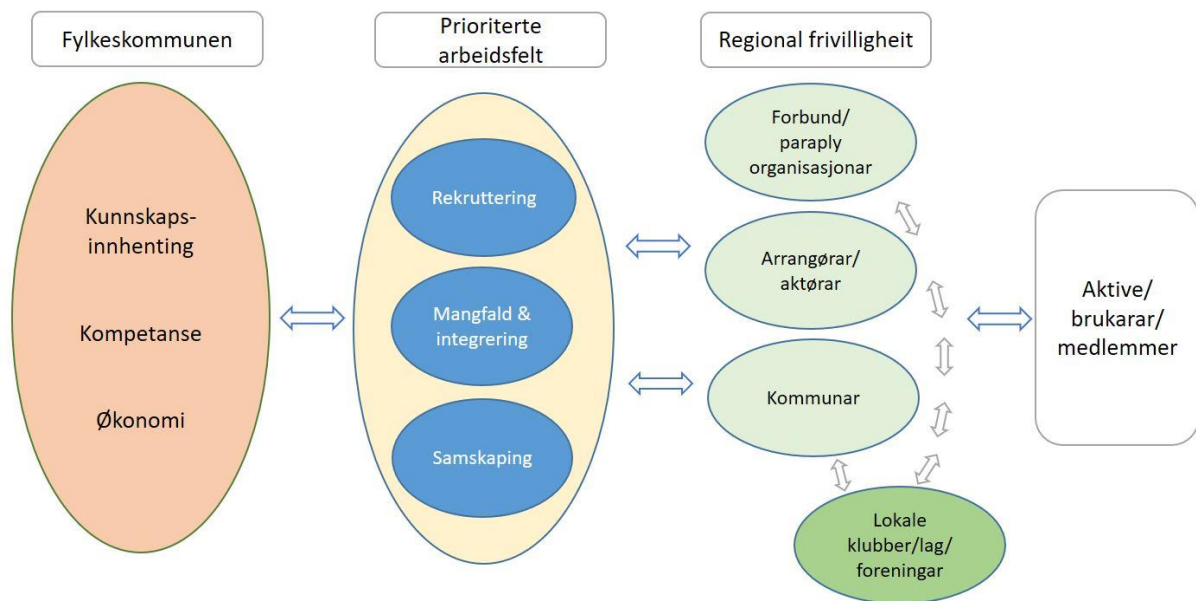 Fylkeskommunen
Kunnskaps-
innhenting
Kompetanse
Økonomi
Prioriterte
arbeidsfelt
Rekruttering
Mangfald &
integrering
Samskaping
Regional frivillighet
Forbund/
paraply
organisasjonar
Arrangørar/
aktørar
Kommunar
Lokale
klubber/lag/
foreningar
Aktive/
brukarar/
medlemmer